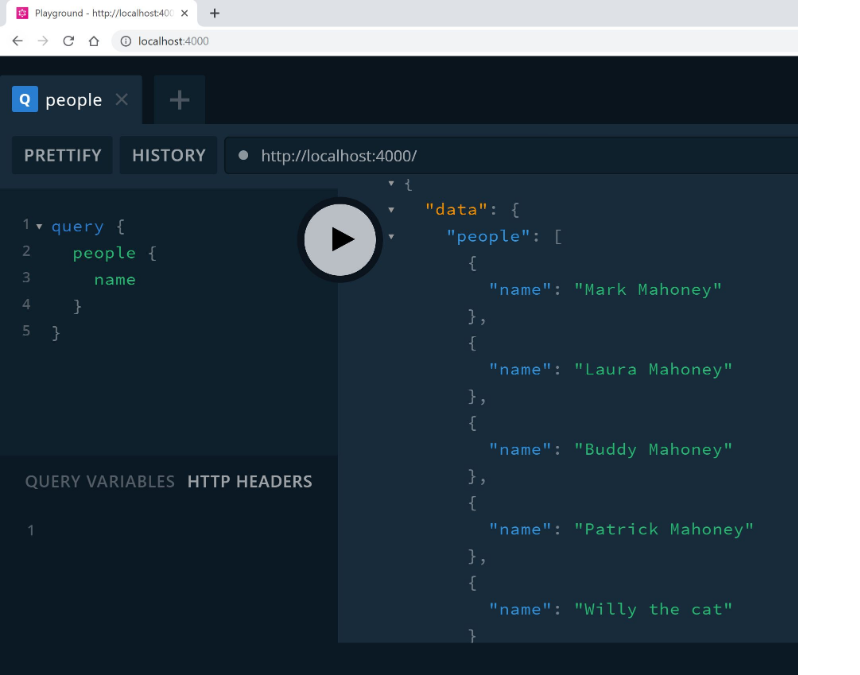 Playground - http://localhost:400
localhost:4000
Q people
PRETTIFY HISTORY http://localhost:4000/
1 query {
2 people {
3 name
4 }
5 }
QUERY VARIABLES HTTP HEADERS
1
{
"data": {
"people": [
{
"name": "Mark Mahoney"
},
{
"name": "Laura Mahoney"
},
{
"name": "Buddy Mahoney"
},
{
"name": "Patrick Mahoney"
},
{
"name": "Willy the cat"
}